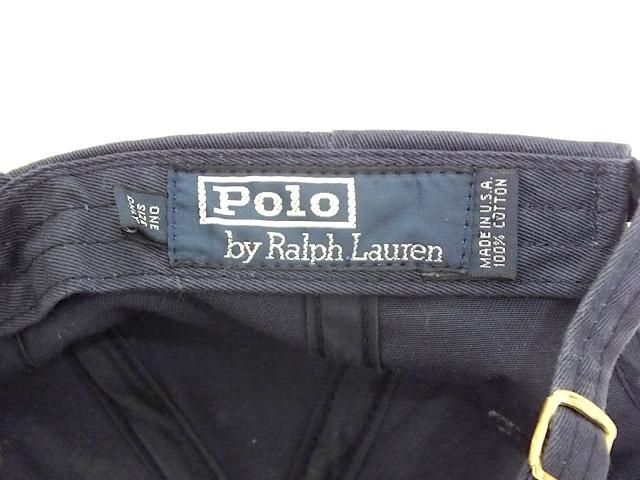 ONE
SIZE
ONLY
Polo
by Ralph Lauren
MADE IN U.S.A.
100% COTTON